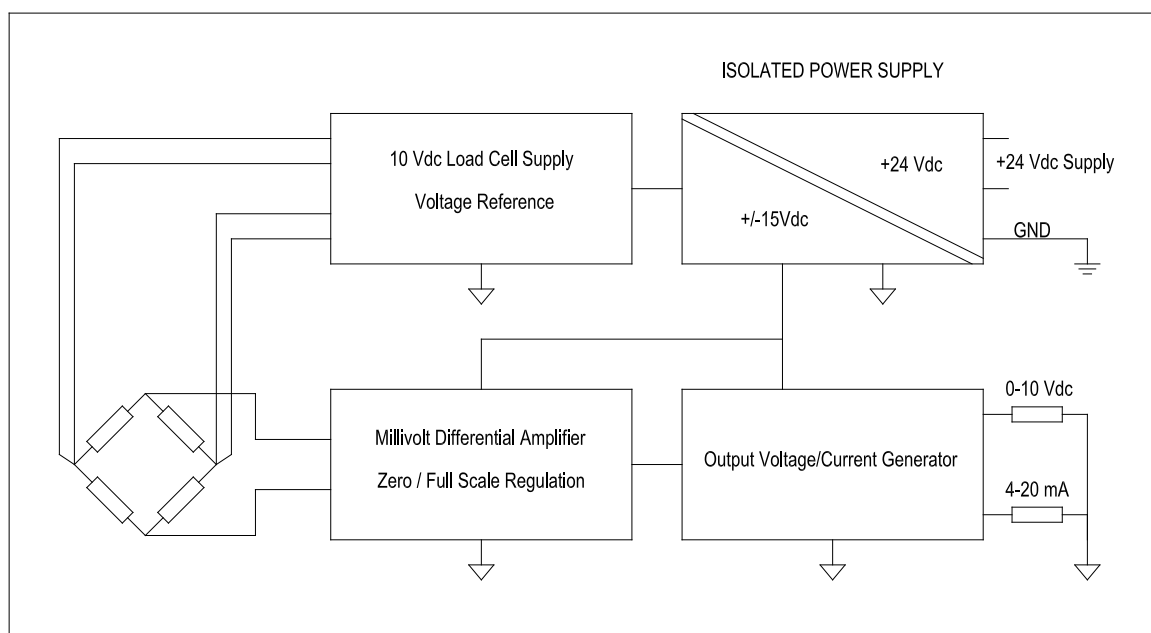 ISOLATED POWER SUPPLY
10 Vdc Load Cell Supply
Voltage Reference
+24 Vdc
+24 Vdc Supply
+/-15Vdc
GND
0-10 Vdc
Millivolt Differential Amplifier
Zero / Full Scale Regulation
Output Voltage/Current Generator
4-20 mA